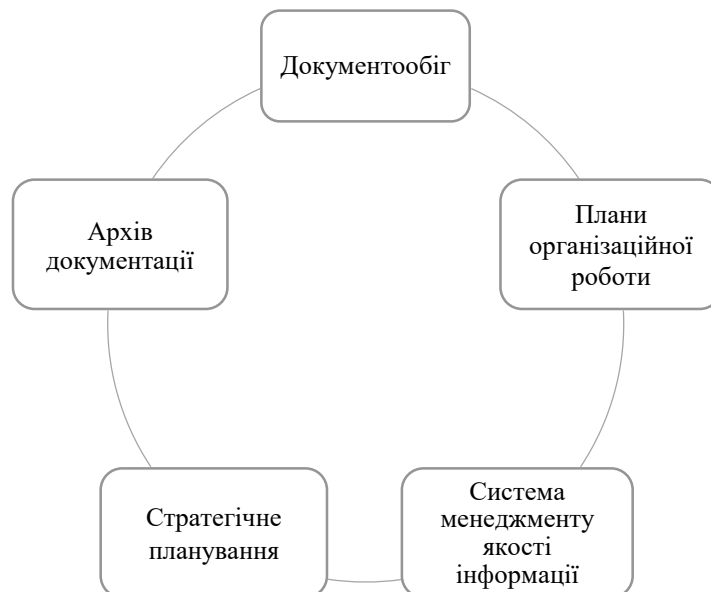 Документообіг
Плани
організаційної
роботи
Система
менеджменту
якості
інформації
Стратегічне
планування
Архів
документації